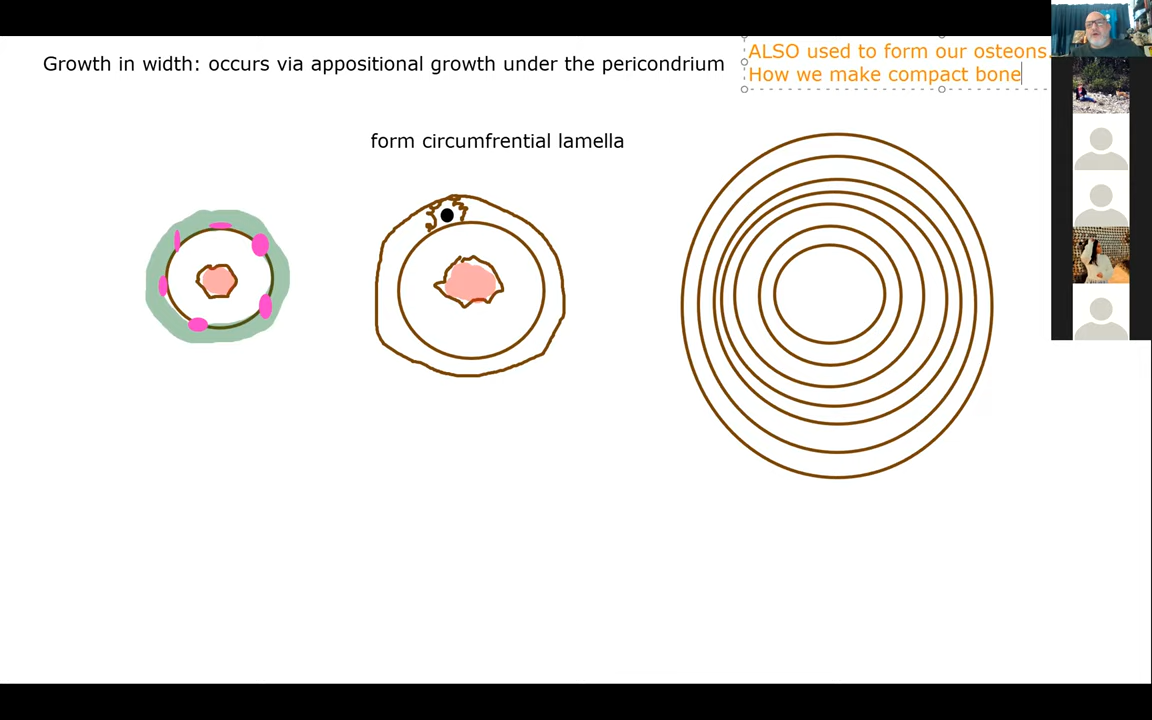 Growth in width: occurs via appositional growth under the pericondrium
ALSO used to form our osteons.
How we make compact bone
form circumfrential lamella